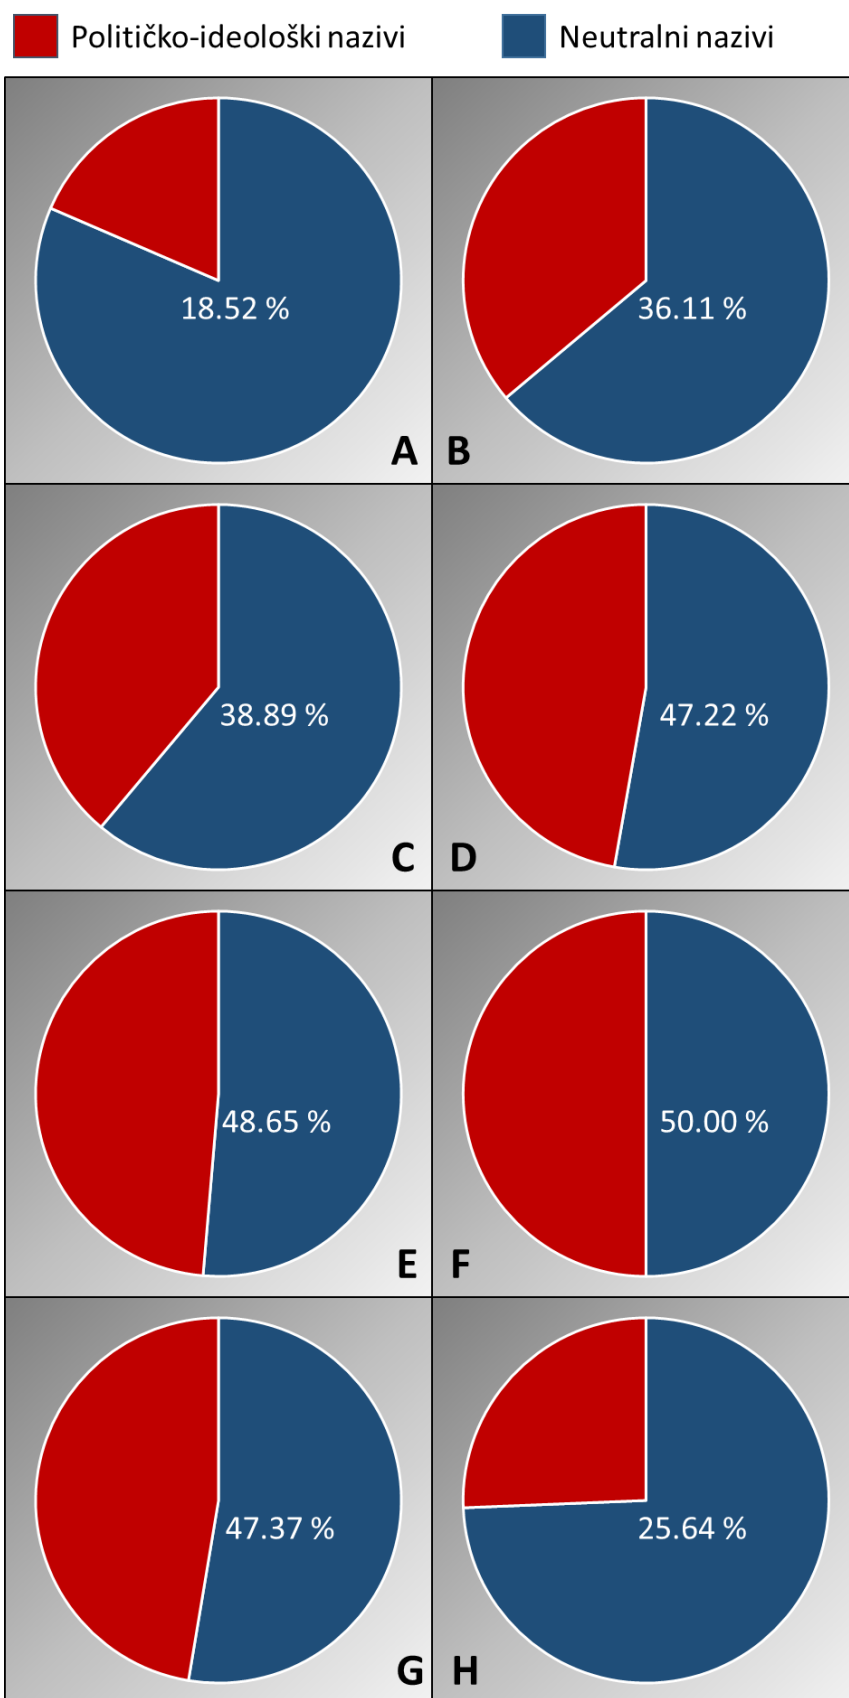 Političko-ideološki nazivi Neutralni nazivi
18.52 %
A
36.11 %
B
38.89 %
C
47.22 %
D
48.65 %
E
50.00 %
F
47.37 %
G
25.64 %
H